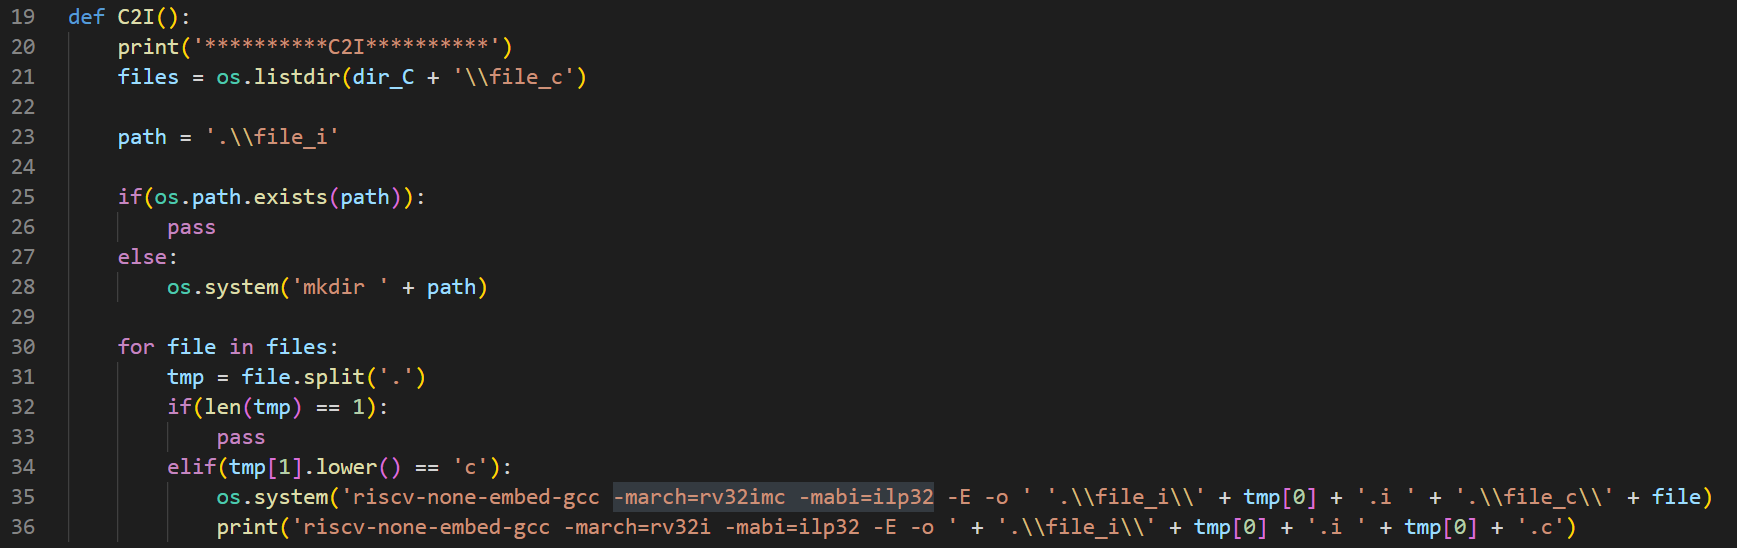 19 def C2I():
20     print('**********C2I**********')
21     files = os.listdir(dir_C + '\\file_c')
22
23     path = '.\\file_i'
24
25     if(os.path.exists(path)):
26         pass
27     else:
28         os.system('mkdir ' + path)
29
30     for file in files:
31         tmp = file.split('.')
32         if(len(tmp) == 1):
33             pass
34         elif(tmp[1].lower() == 'c'):
35             os.system('riscv-none-embed-gcc -march=rv32imc -mabi=ilp32 -E -o ' '.\\file_i\\' + tmp[0] + '.i ' + '.\\file_c\\' + file)
36             print('riscv-none-embed-gcc -march=rv32i -mabi=ilp32 -E -o ' + '.\\file_i\\' + tmp[0] + '.i ' + tmp[0] + '.c')